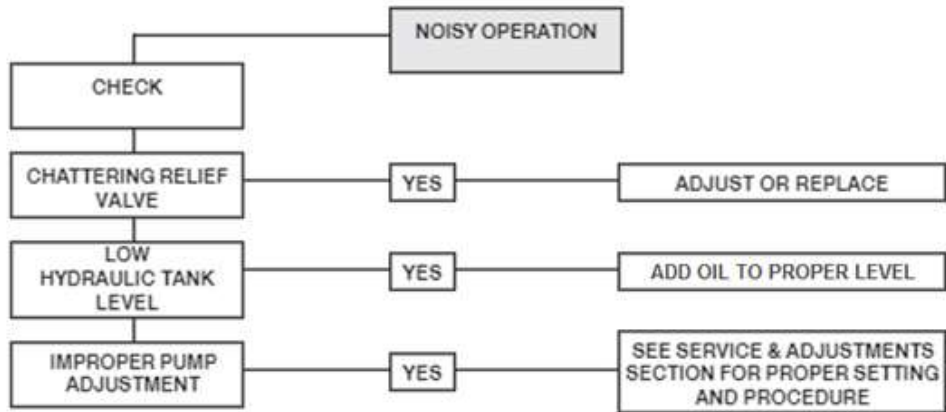 NOISY OPERATION
CHECK
CHATTERING RELIEF
VALVE
YES
ADJUST OR REPLACE
LOW
HYDRAULIC TANK
LEVEL
YES
ADD OIL TO PROPER LEVEL
IMPROPER PUMP
ADJUSTMENT
YES
SEE SERVICE & ADJUSTMENTS
SECTION FOR PROPER SETTING
AND PROCEDURE